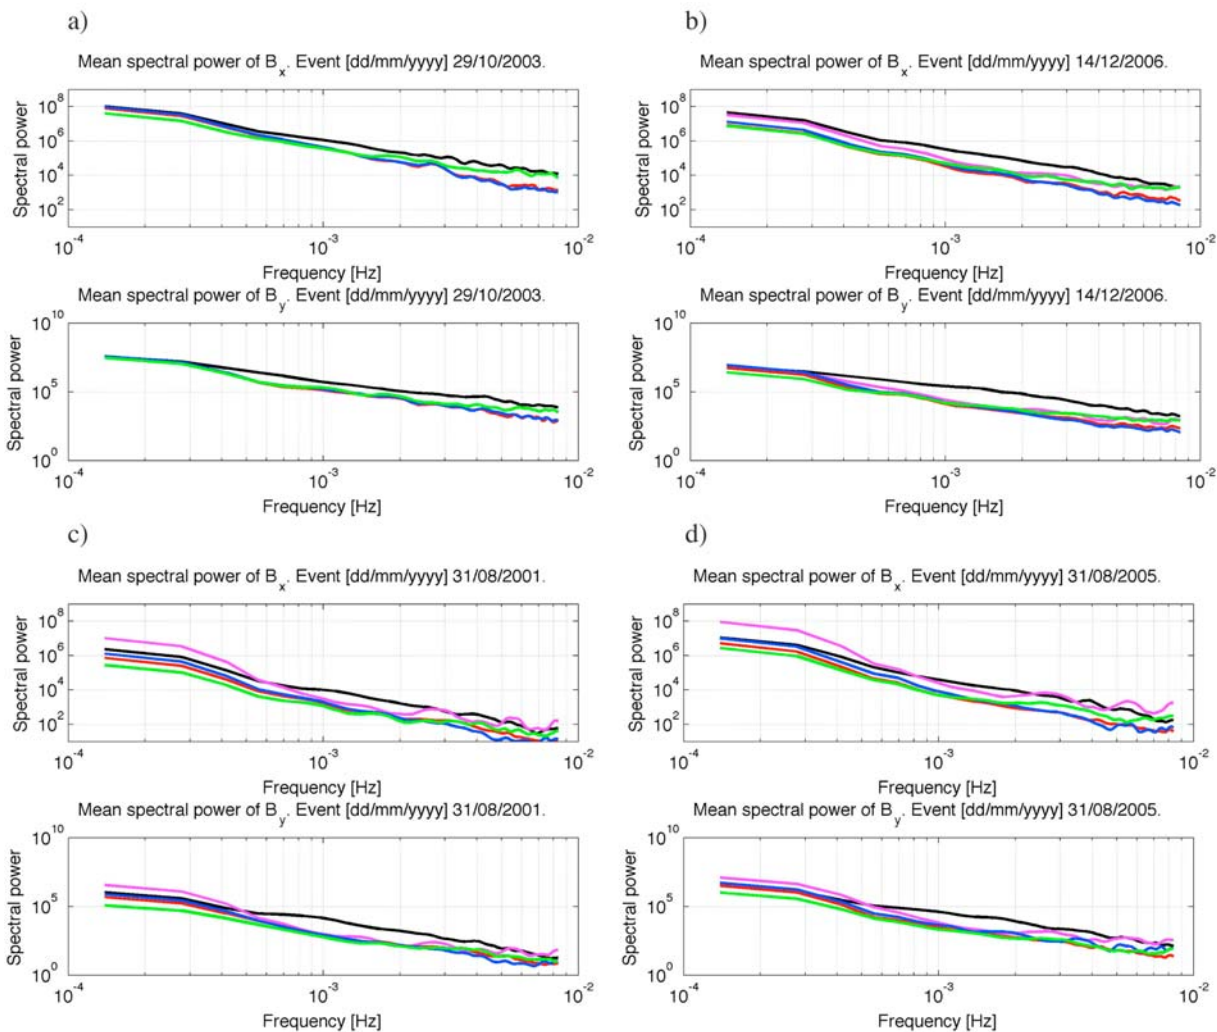 a)
Mean spectral power of B_x. Event [dd/mm/yyyy] 29/10/2003.
10^8
10^6
10^4
10^2
Spectral power
10^-4
10^-3
10^-2
Frequency [Hz]
Mean spectral power of B_y. Event [dd/mm/yyyy] 29/10/2003.
10^10
10^5
10^0
Spectral power
10^-4
10^-3
10^-2
Frequency [Hz]
b)
Mean spectral power of B_x. Event [dd/mm/yyyy] 14/12/2006.
10^8
10^6
10^4
10^2
Spectral power
10^-4
10^-3
10^-2
Frequency [Hz]
Mean spectral power of B_y. Event [dd/mm/yyyy] 14/12/2006.
10^10
10^5
10^0
Spectral power
10^-4
10^-3
10^-2
Frequency [Hz]
c)
Mean spectral power of B_x. Event [dd/mm/yyyy] 31/08/2001.
10^8
10^6
10^4
10^2
Spectral power
10^-4
10^-3
10^-2
Frequency [Hz]
Mean spectral power of B_y. Event [dd/mm/yyyy] 31/08/2001.
10^10
10^5
10^0
Spectral power
10^-4
10^-3
10^-2
Frequency [Hz]
d)
Mean spectral power of B_x. Event [dd/mm/yyyy] 31/08/2005.
10^8
10^6
10^4
10^2
Spectral power
10^-4
10^-3
10^-2
Frequency [Hz]
Mean spectral power of B_y. Event [dd/mm/yyyy] 31/08/2005.
10^10
10^5
10^0
Spectral power
10^-4
10^-3
10^-2
Frequency [Hz]